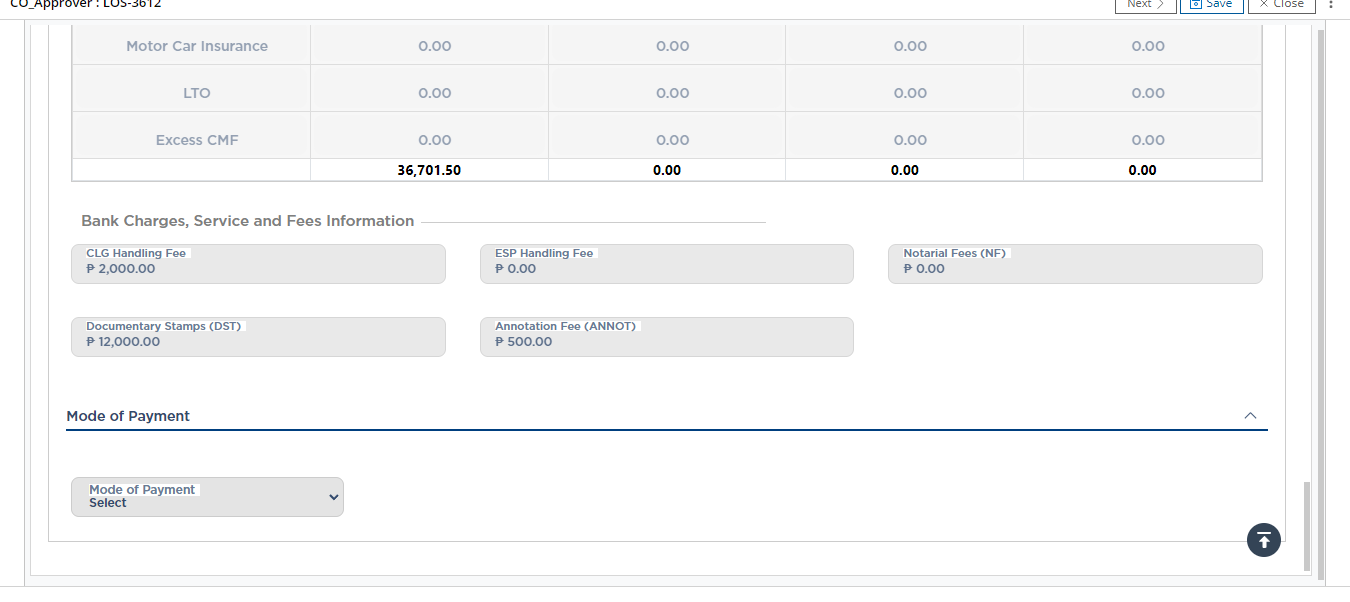 CO_Approver : LOS-3612
Next
Save
Close
Motor Car Insurance 0.00 0.00 0.00 0.00
LTO 0.00 0.00 0.00 0.00
Excess CMF 0.00 0.00 0.00 0.00
36,701.50 0.00 0.00 0.00
Bank Charges, Service and Fees Information
CLG Handling Fee
₱ 2,000.00
ESP Handling Fee
₱ 0.00
Notarial Fees (NF)
₱ 0.00
Documentary Stamps (DST)
₱ 12,000.00
Annotation Fee (ANNOT)
₱ 500.00
Mode of Payment
Mode of Payment
Select